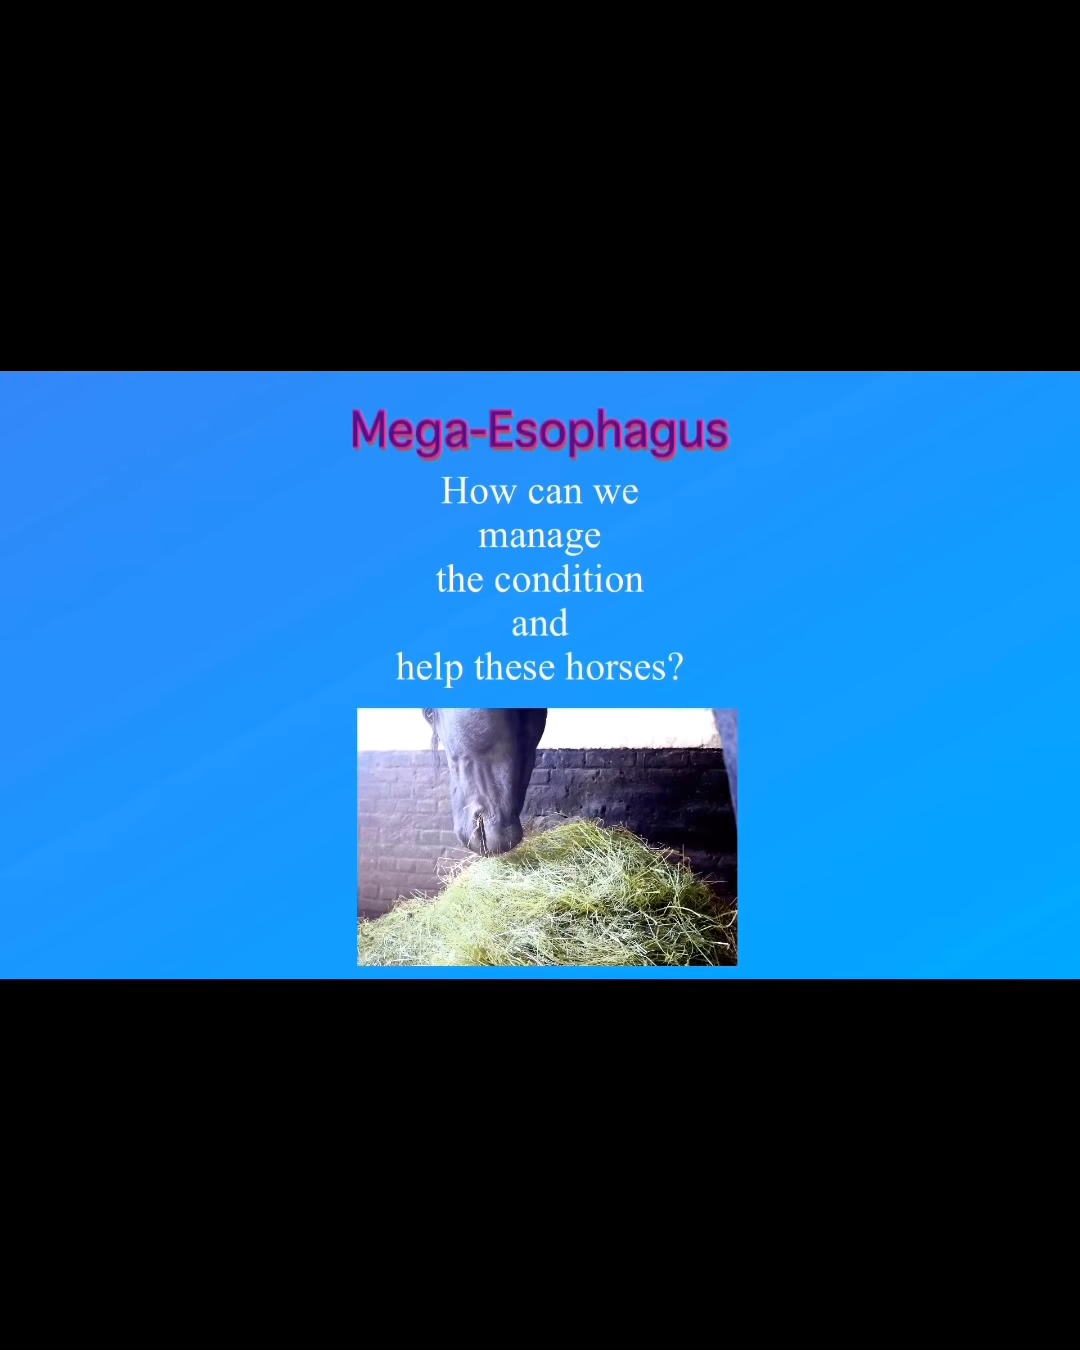 Mega-Esophagus
How can we
manage
the condition
and
help these horses?